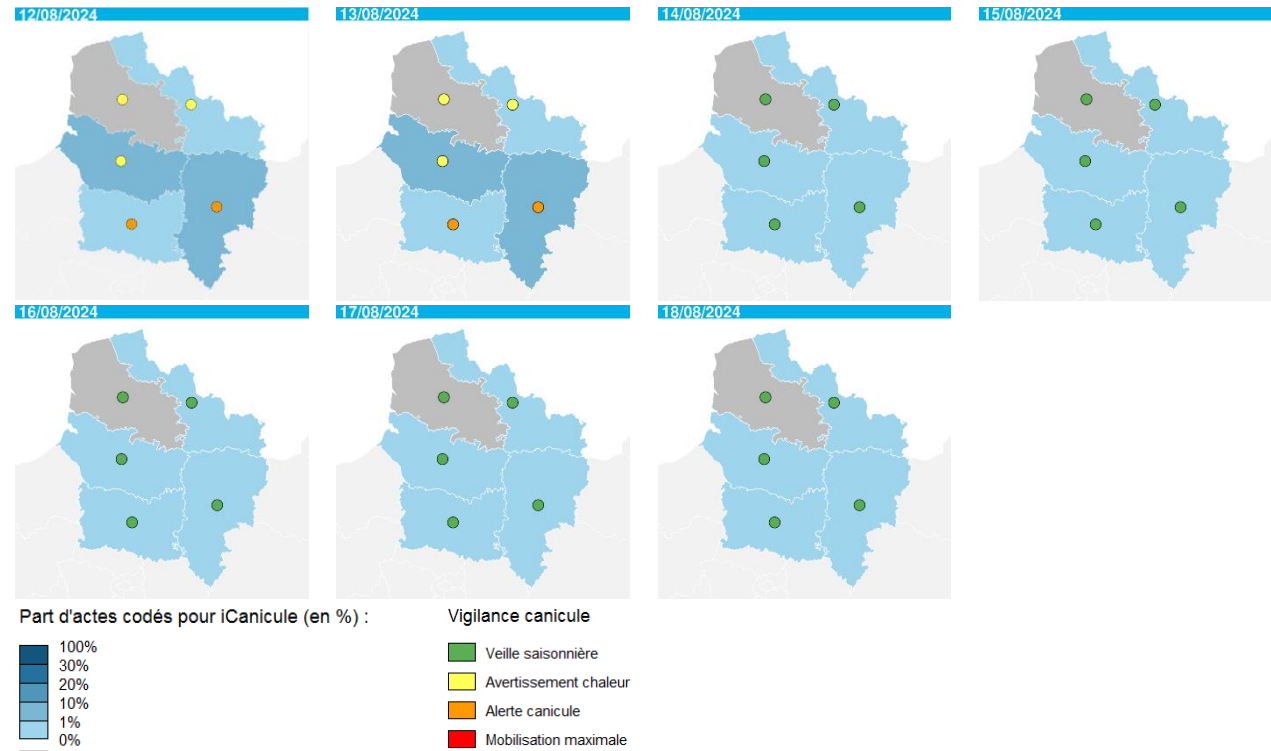 12/08/2024
13/08/2024
14/08/2024
15/08/2024
16/08/2024
17/08/2024
18/08/2024
Part d'actes codés pour iCanicule (en %) :
100%
30%
20%
10%
1%
0%
Vigilance canicule
Veille saisonnière
Avertissement chaleur
Alerte canicule
Mobilisation maximale